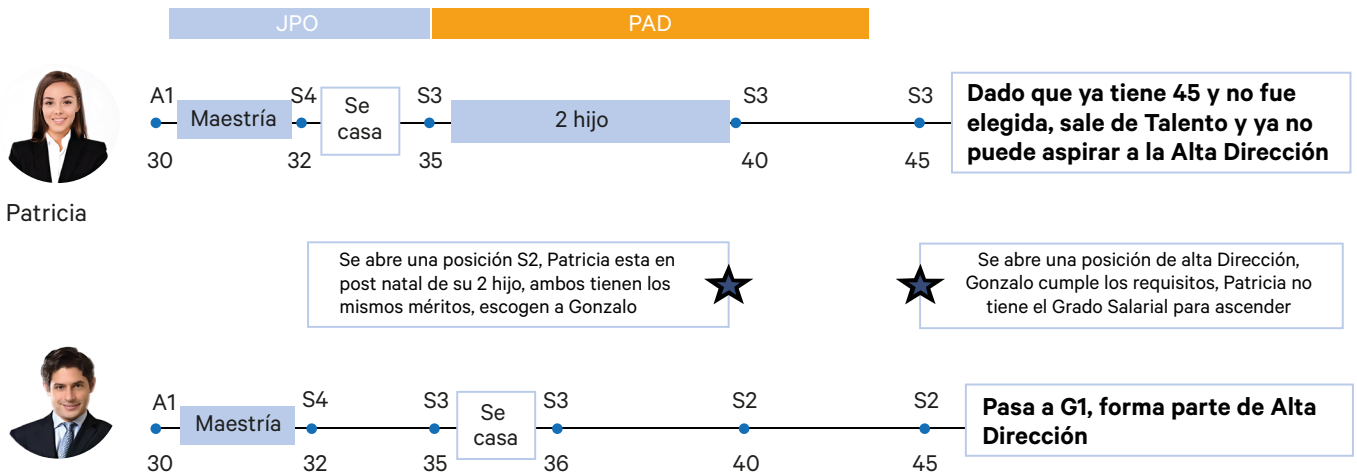 JPO
PAD
A1
Maestría
S4
Se
casa
S3
2 hijo
S3
S3
Dado que ya tiene 45 y no fue
elegida, sale de Talento y ya no
puede aspirar a la Alta Dirección
30
32
35
40
45
Patricia
Se abre una posición S2, Patricia esta en
post natal de su 2 hijo, ambos tienen los
mismos méritos, escogen a Gonzalo
Se abre una posición de alta Dirección,
Gonzalo cumple los requisitos, Patricia no
tiene el Grado Salarial para ascender
A1
Maestría
S4
S3
Se
casa
S3
S2
S2
Pasa a G1, forma parte de Alta
Dirección
30
32
35
36
40
45